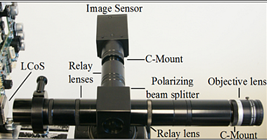 Image Sensor
C-Mount
LCoS
Relay
lenses
Polarizing
beam splitter
Objective lens
Relay lens
C-Mount